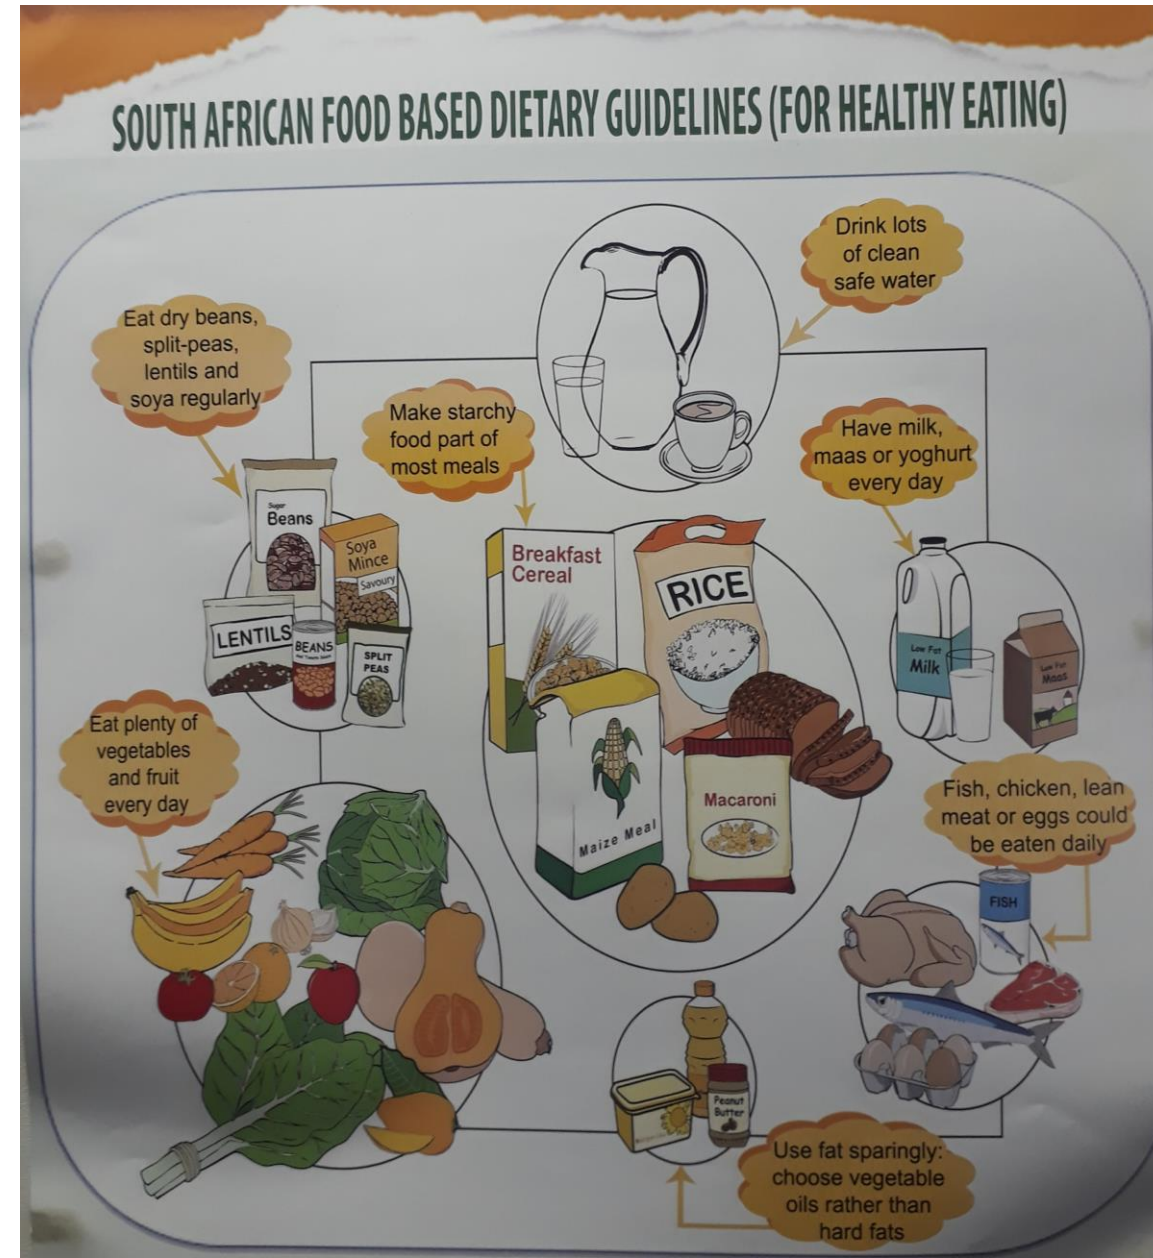 SOUTH AFRICAN FOOD BASED DIETARY GUIDELINES (FOR HEALTHY EATING)
Drink lots
of clean
safe water
Eat dry beans,
split-peas,
lentils and
soya regularly
Make starchy
food part of
most meals
Have milk,
maas or yoghurt
every day
Sugar
Beans
Soya
Mince
Savoury
LENTILS
BEANS
SPLIT
PEAS
Breakfast
Cereal
RICE
Maize Meal
Macaroni
Low Fat
Milk
Low Fat
Maas
Eat plenty of
vegetables
and fruit
every day
Fish, chicken, lean
meat or eggs could
be eaten daily
FISH
Peanut
Butter
Use fat sparingly:
choose vegetable
oils rather than
hard fats